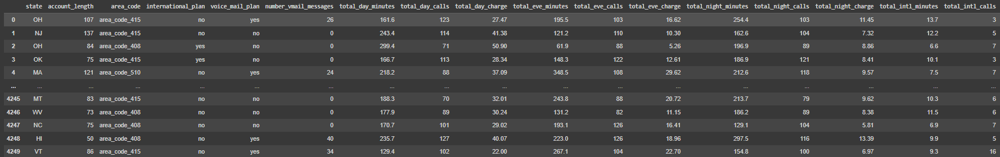 state account_length area_code international_plan voice_mail_plan number_vmail_messages total_day_minutes total_day_calls total_day_charge total_eve_minutes total_eve_calls total_eve_charge total_night_minutes total_night_calls total_night_charge total_intl_minutes total_intl_calls
0 OH 107 area_code_415 no yes 26 161.6 123 27.47 195.5 103 16.62 254.4 103 11.45 13.7 3
1 NJ 137 area_code_415 no no 0 243.4 114 41.38 121.2 110 10.30 162.6 104 7.32 12.2 5
2 OH 84 area_code_408 yes no 0 299.4 71 50.90 61.9 88 5.26 196.9 89 8.86 6.6 7
3 OK 75 area_code_415 yes no 0 166.7 113 28.34 148.3 122 12.61 186.9 121 8.41 10.1 3
4 MA 121 area_code_510 no yes 24 218.2 88 37.09 348.5 108 29.62 212.6 118 9.57 7.5 7
... ... ... ... ... ... ... ... ... ... ... ... ... ... ... ... ... ...
4245 MT 83 area_code_415 no no 0 188.3 70 32.01 243.8 88 20.72 213.7 79 9.62 10.3 6
4246 WV 73 area_code_408 no no 0 177.9 89 30.24 131.2 82 11.15 186.2 89 8.38 11.5 6
4247 NC 75 area_code_408 no no 0 170.7 101 29.02 193.1 126 16.41 129.1 104 5.81 6.9 7
4248 HI 50 area_code_408 no yes 40 235.7 127 40.07 223.0 126 18.96 297.5 116 13.39 9.9 5
4249 VT 86 area_code_415 no yes 34 129.4 102 22.00 267.1 104 22.70 154.8 100 6.97 9.3 16